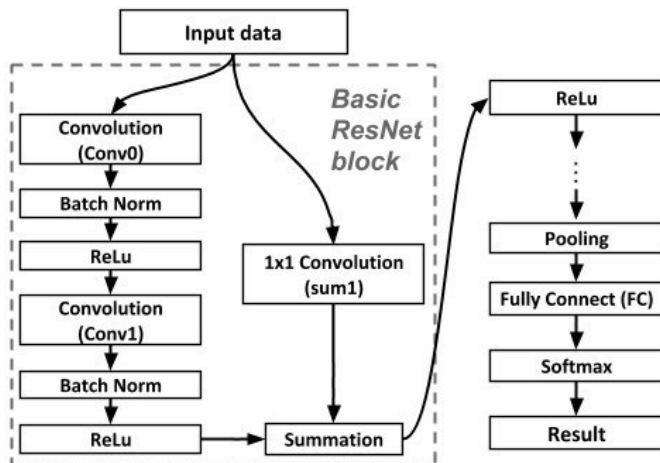 Input data
Basic
ResNet
block
Convolution
(Conv0)
Batch Norm
ReLu
Convolution
(Conv1)
Batch Norm
ReLu
1x1 Convolution
(sum1)
Summation
ReLu
Pooling
Fully Connect (FC)
Softmax
Result